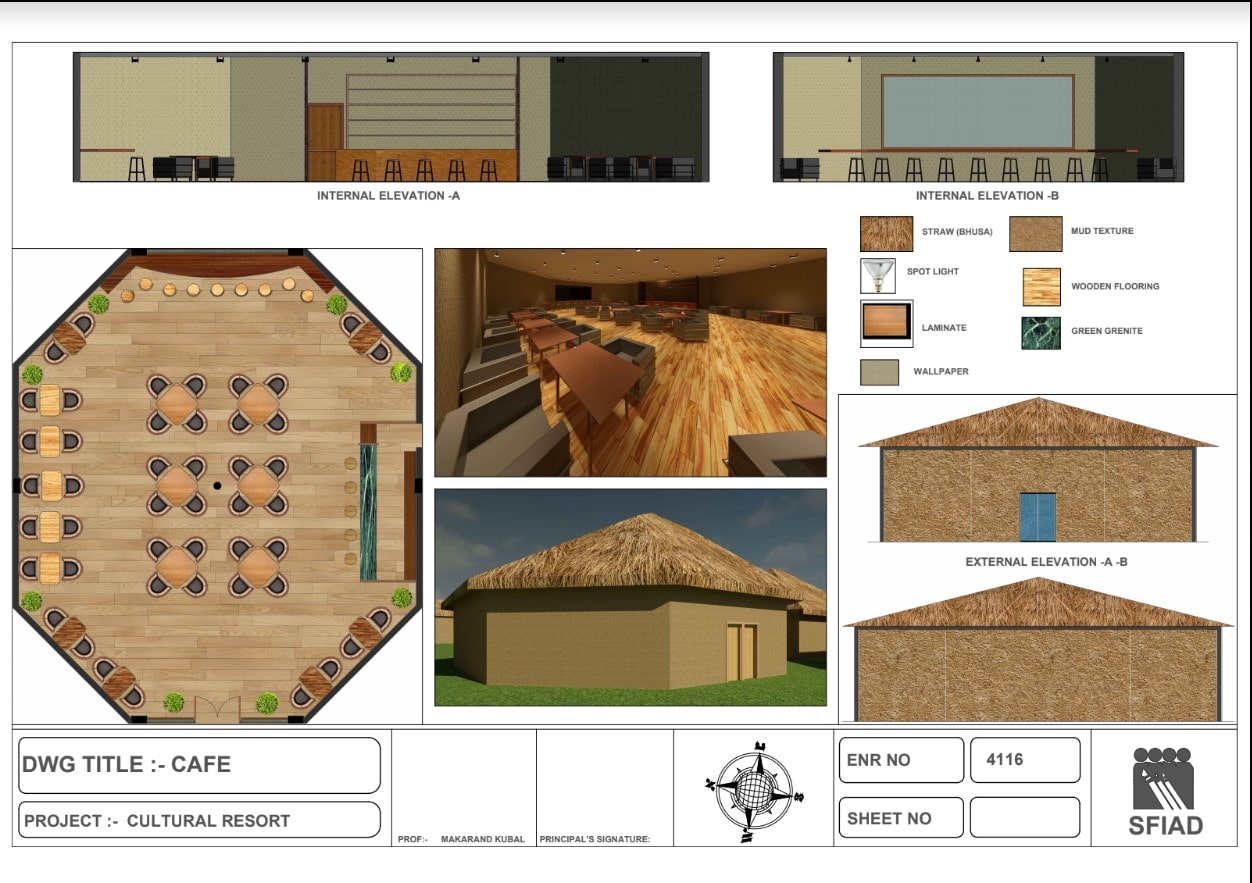 INTERNAL ELEVATION -A
INTERNAL ELEVATION -B
STRAW (BHUSA)
MUD TEXTURE
SPOT LIGHT
WOODEN FLOORING
LAMINATE
GREEN GRENITE
WALLPAPER
EXTERNAL ELEVATION -A -B
DWG TITLE :- CAFE
PROJECT :- CULTURAL RESORT
PROF:- MAKARAND KUBAL
PRINCIPAL'S SIGNATURE:
ENR NO
4116
SHEET NO
SFIAD